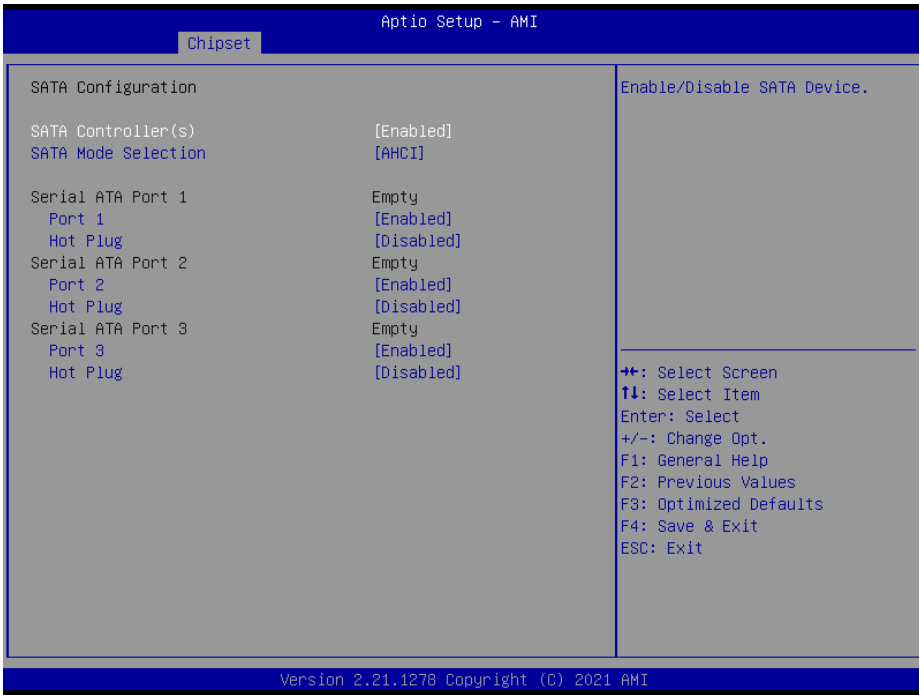 Aptio Setup – AMI
Chipset
SATA Configuration
SATA Controller(s) [Enabled]
SATA Mode Selection [AHCI]
Serial ATA Port 1 Empty
Port 1 [Enabled]
Hot Plug [Disabled]
Serial ATA Port 2 Empty
Port 2 [Enabled]
Hot Plug [Disabled]
Serial ATA Port 3 Empty
Port 3 [Enabled]
Hot Plug [Disabled]
Enable/Disable SATA Device.
→←: Select Screen
↑↓: Select Item
Enter: Select
+/-: Change Opt.
F1: General Help
F2: Previous Values
F3: Optimized Defaults
F4: Save & Exit
ESC: Exit
Version 2.21.1278 Copyright (C) 2021 AMI